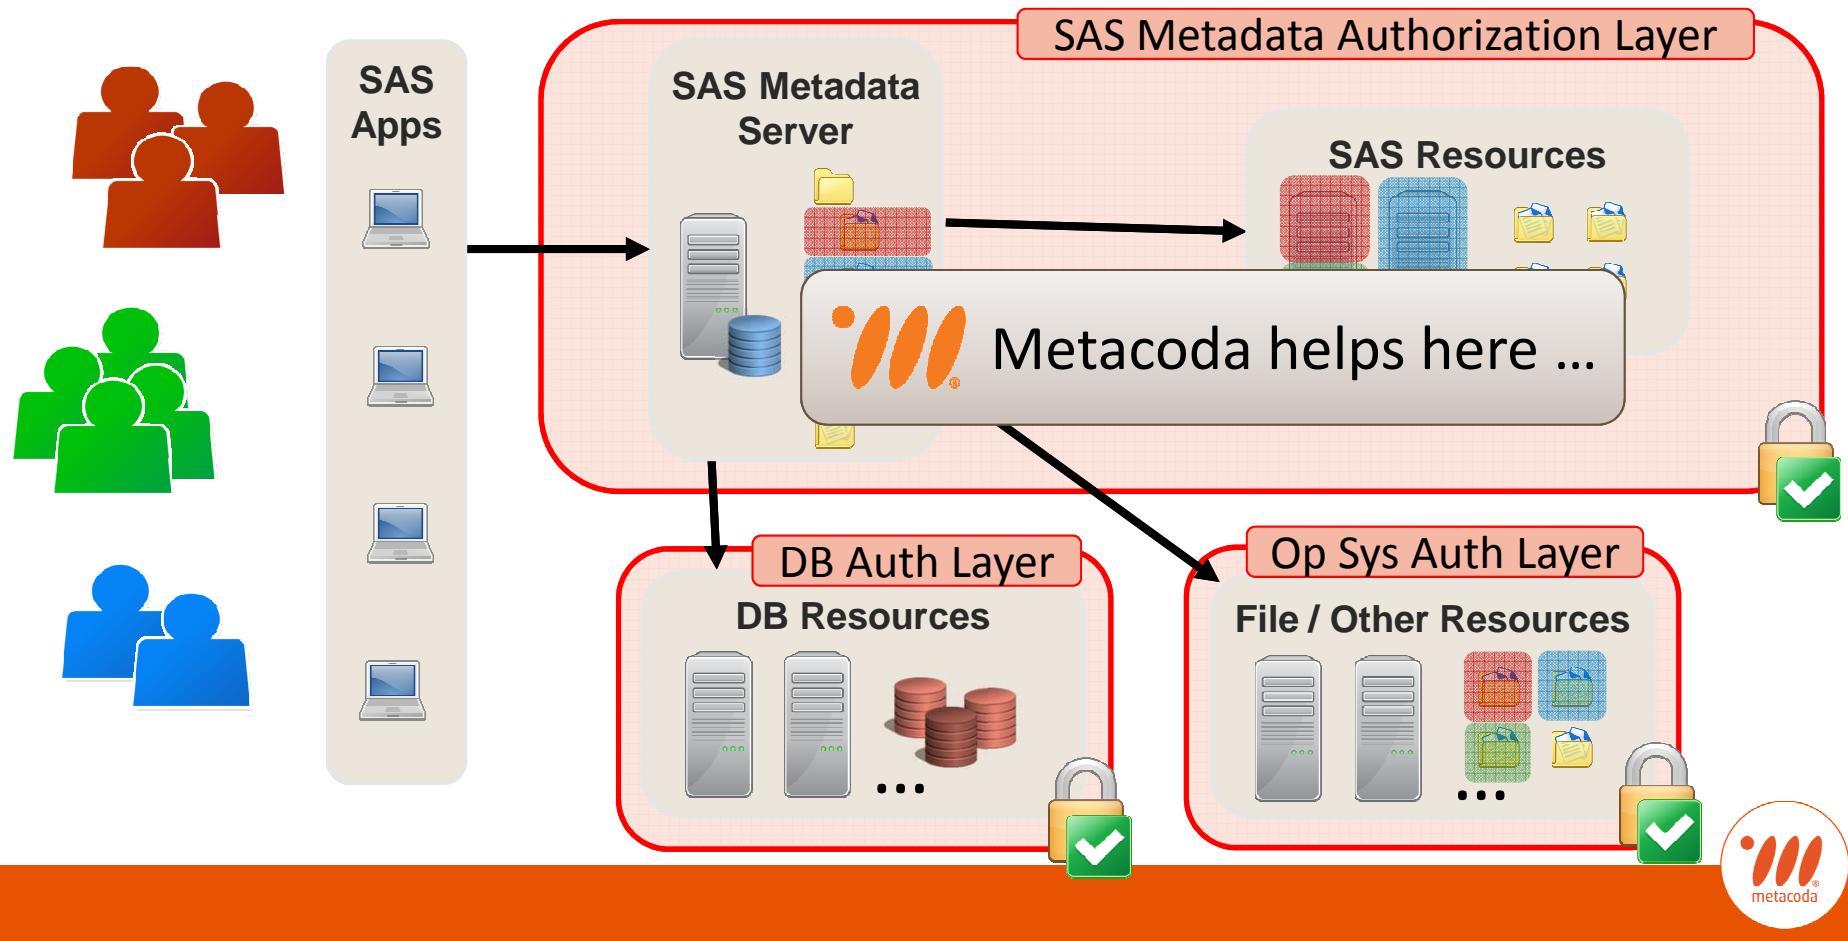 SAS Metadata Authorization Layer
SAS
Apps
SAS Metadata
Server
SAS Resources
Metacoda helps here ...
DB Auth Layer
DB Resources
...
Op Sys Auth Layer
File / Other Resources
...
metacoda